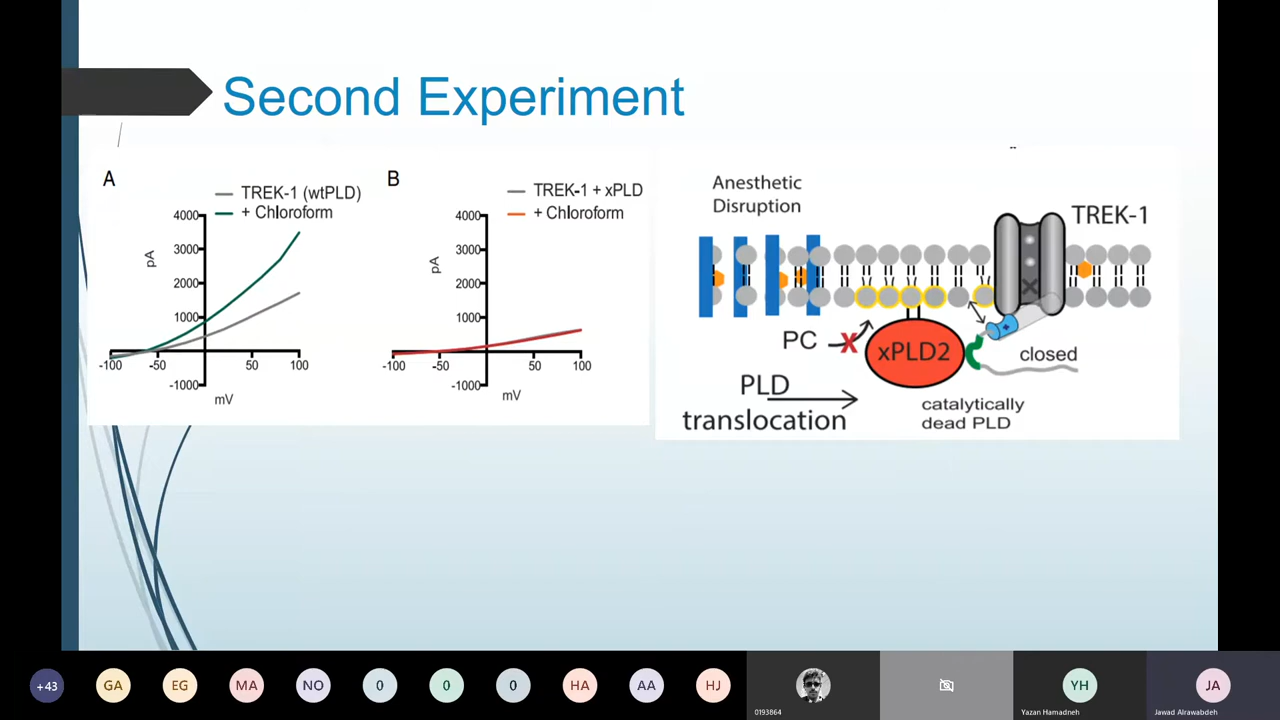 Second Experiment
A
TREK-1 (wtPLD)
+ Chloroform
4000
3000
2000
1000
-1000
pA
-100
-50
50
100
mV
B
TREK-1 + xPLD
+ Chloroform
4000
3000
2000
1000
-1000
pA
-100
-50
50
100
mV
Anesthetic
Disruption
TREK-1
PC
X
xPLD2
closed
PLD
translocation
catalytically
dead PLD
+43
GA
EG
MA
NO
0
0
0
HA
AA
HJ
0193864
YH
Yazan Hamadneh
JA
Jawad Alrawabdeh